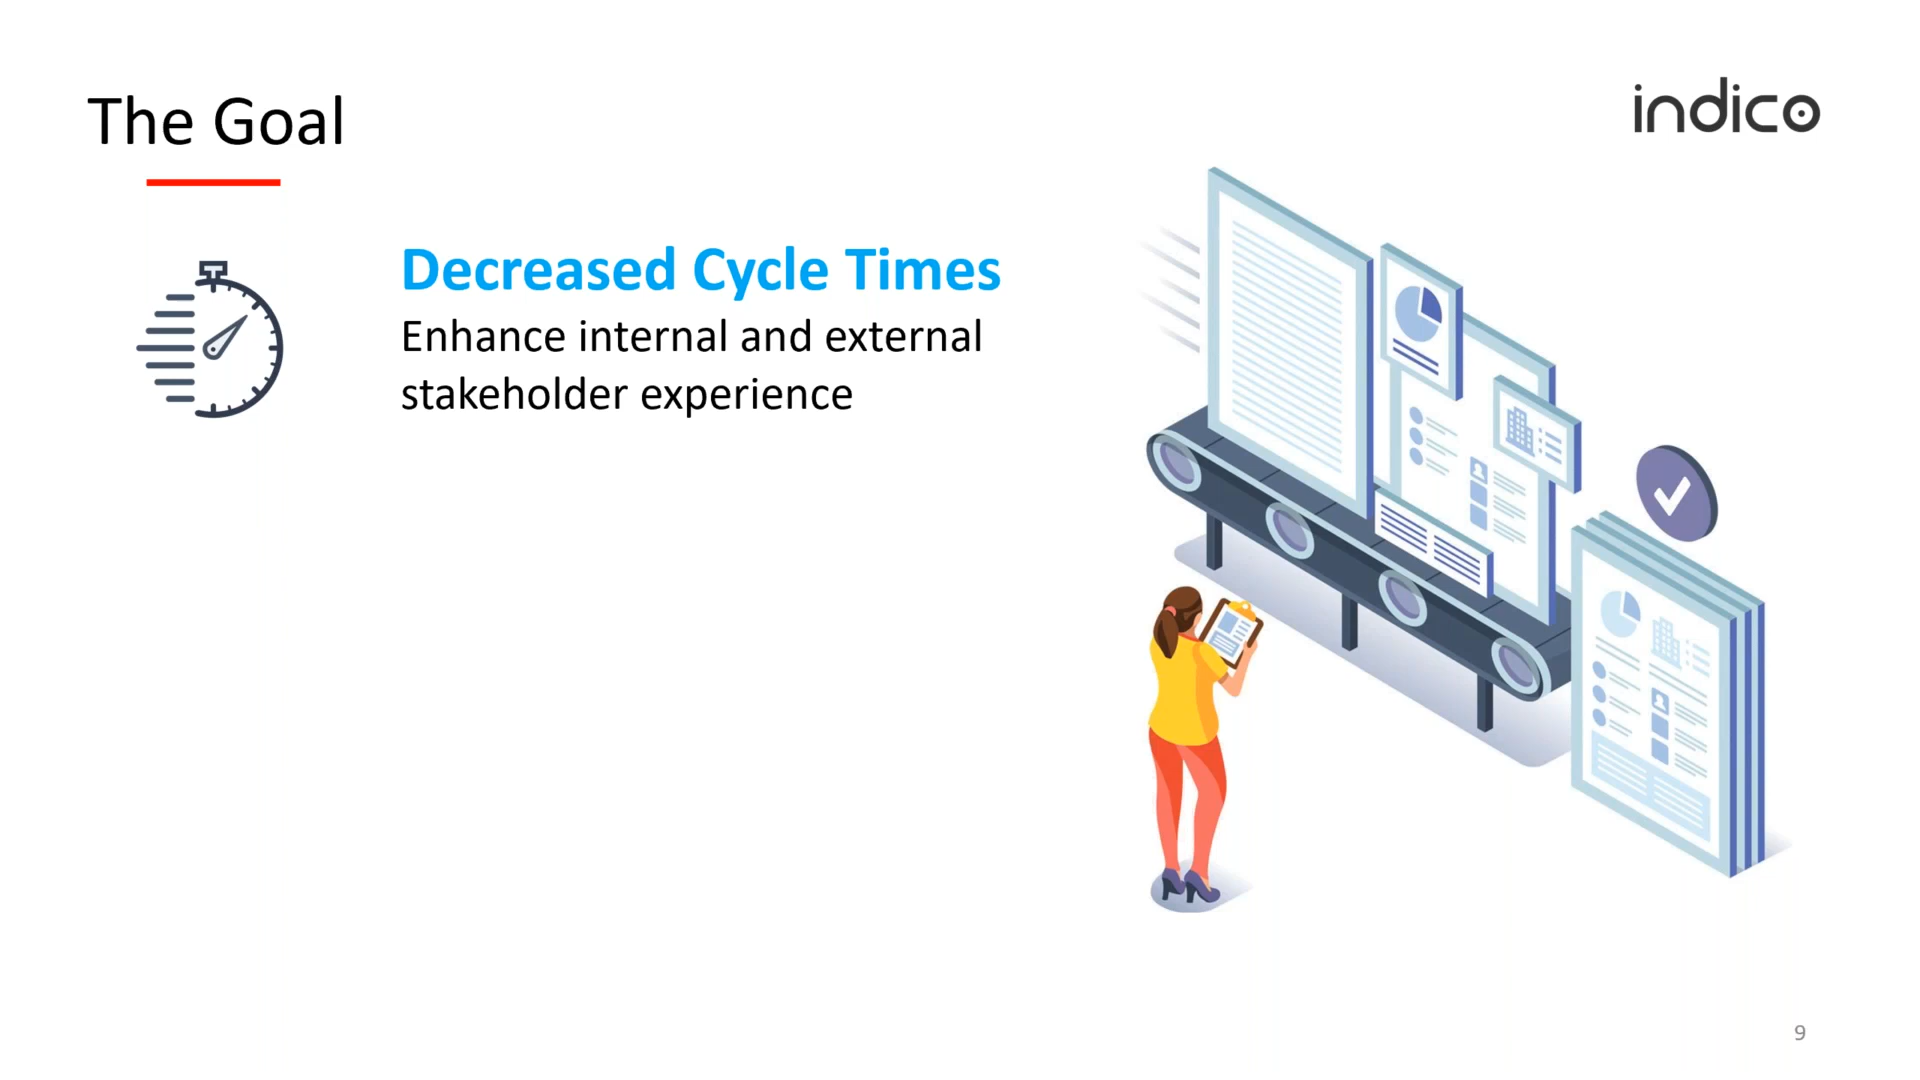 The Goal
indico
Decreased Cycle Times
Enhance internal and external
stakeholder experience
9